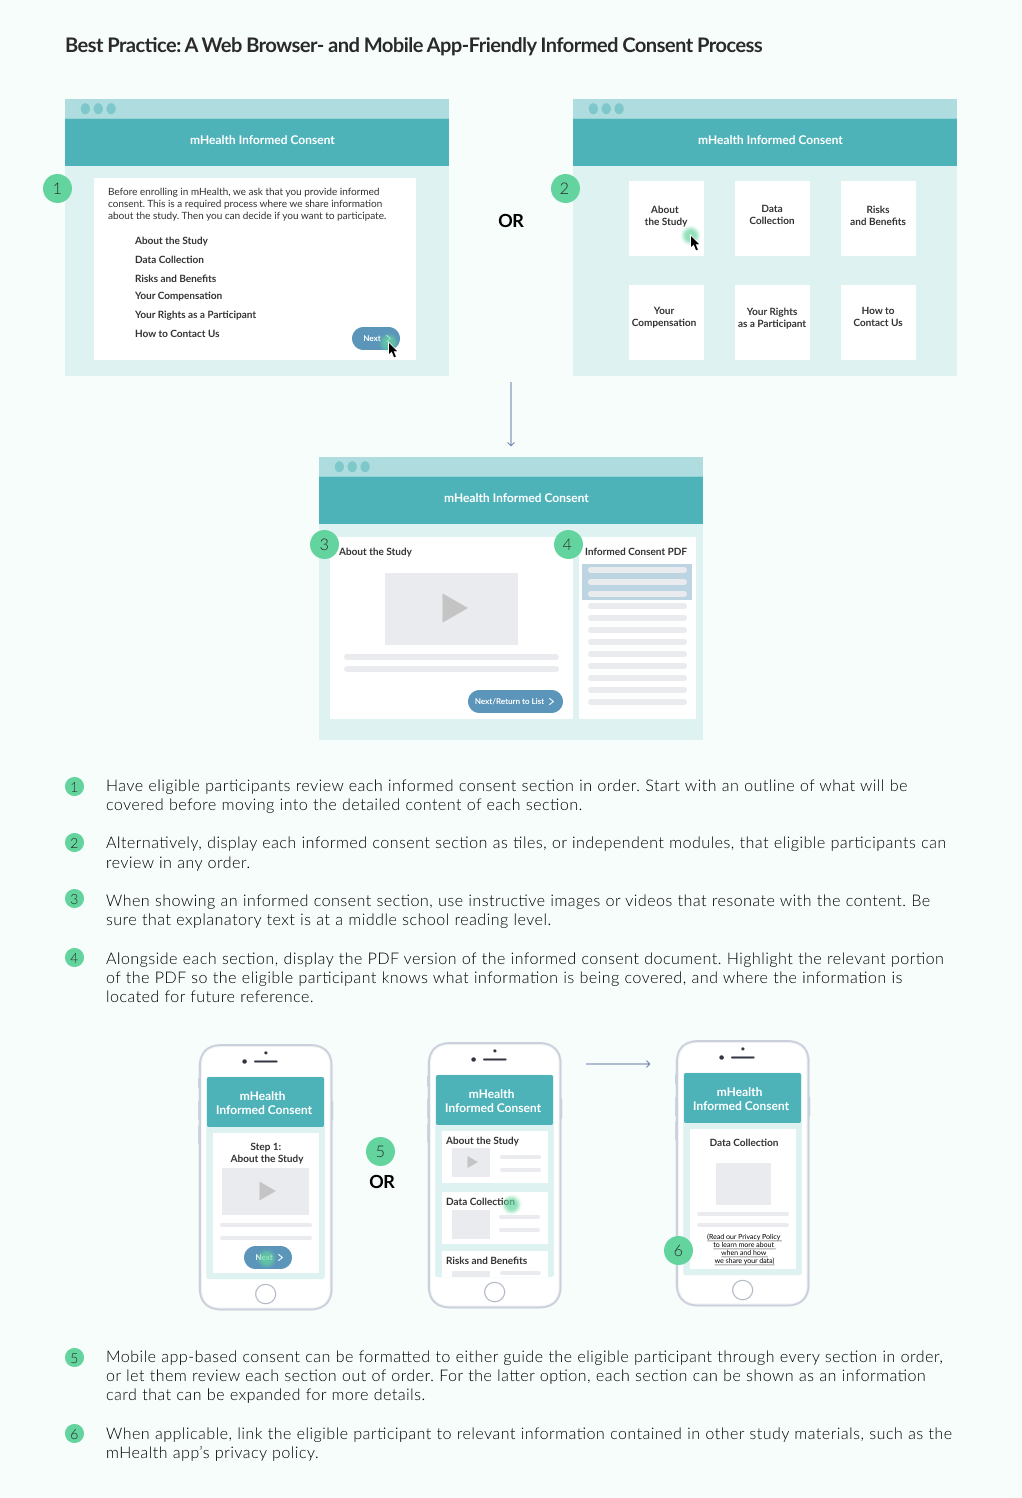 Best Practice: A Web Browser- and Mobile App-Friendly Informed Consent Process
mHealth Informed Consent
1
Before enrolling in mHealth, we ask that you provide informed
consent. This is a required process where we share information
about the study. Then you can decide if you want to participate.
About the Study
Data Collection
Risks and Benefits
Your Compensation
Your Rights as a Participant
How to Contact Us
Next
OR
mHealth Informed Consent
2
About
the Study
Data
Collection
Risks
and Benefits
Your
Compensation
Your Rights
as a Participant
How to
Contact Us
mHealth Informed Consent
3
About the Study
Next/Return to List
4
Informed Consent PDF
1
Have eligible participants review each informed consent section in order. Start with an outline of what will be
covered before moving into the detailed content of each section.
2
Alternatively, display each informed consent section as tiles, or independent modules, that eligible participants can
review in any order.
3
When showing an informed consent section, use instructive images or videos that resonate with the content. Be
sure that explanatory text is at a middle school reading level.
4
Alongside each section, display the PDF version of the informed consent document. Highlight the relevant portion
of the PDF so the eligible participant knows what information is being covered, and where the information is
located for future reference.
mHealth
Informed Consent
Step 1:
About the Study
Next
5
OR
mHealth
Informed Consent
About the Study
Data Collection
Risks and Benefits
mHealth
Informed Consent
Data Collection
6
(Read our Privacy Policy
to learn more about
when and how
we share your data)
5
Mobile app-based consent can be formatted to either guide the eligible participant through every section in order,
or let them review each section out of order. For the latter option, each section can be shown as an information
card that can be expanded for more details.
6
When applicable, link the eligible participant to relevant information contained in other study materials, such as the
mHealth app's privacy policy.